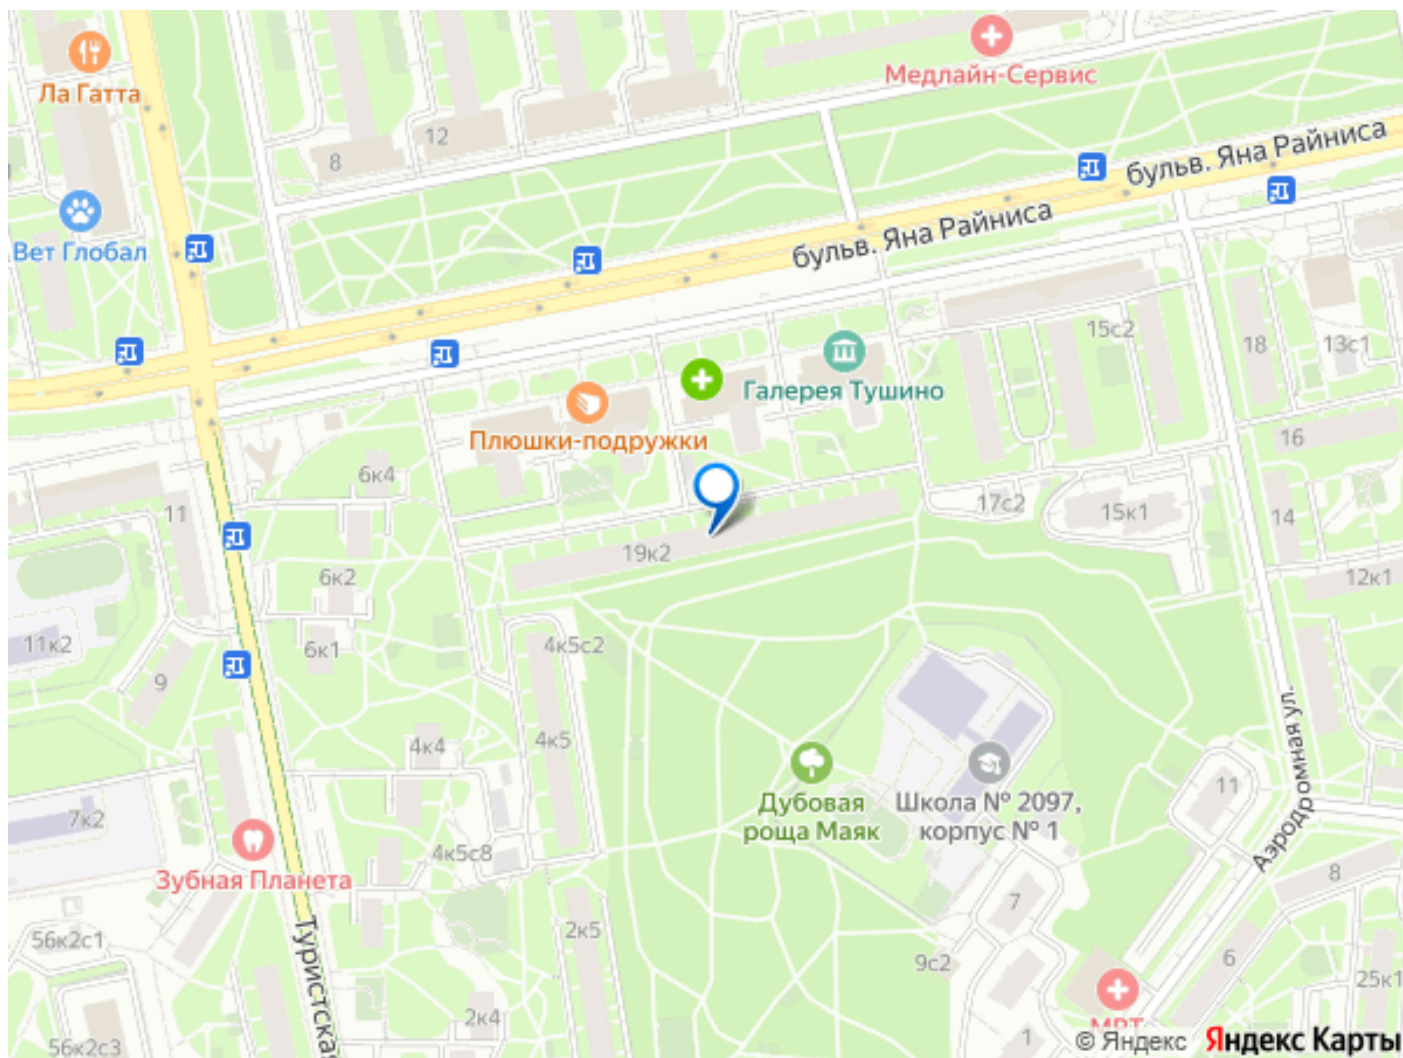 Ла Гатта
12
8
Медлайн-Сервис
бульв. Яна Райниса
бульв. Яна Райниса
Вет Глобал
15с2
18
13с1
Галерея Тушино
Плюшки-подружки
16
6к4
11
17с2
15к1
14
19к2
12к1
6к2
11к2
6к1
4к5с2
9
4к4
4к5
Дубовая
роща Маяк
Школа № 2097,
корпус № 1
11
Аэродромная ул.
7к2
Зубная Планета
4к5с8
8
7
Туристская
56к2с1
2к5
9с2
6
25к1
2к4
МРТ
1
56к2с3
© Яндекс Яндекс Карты